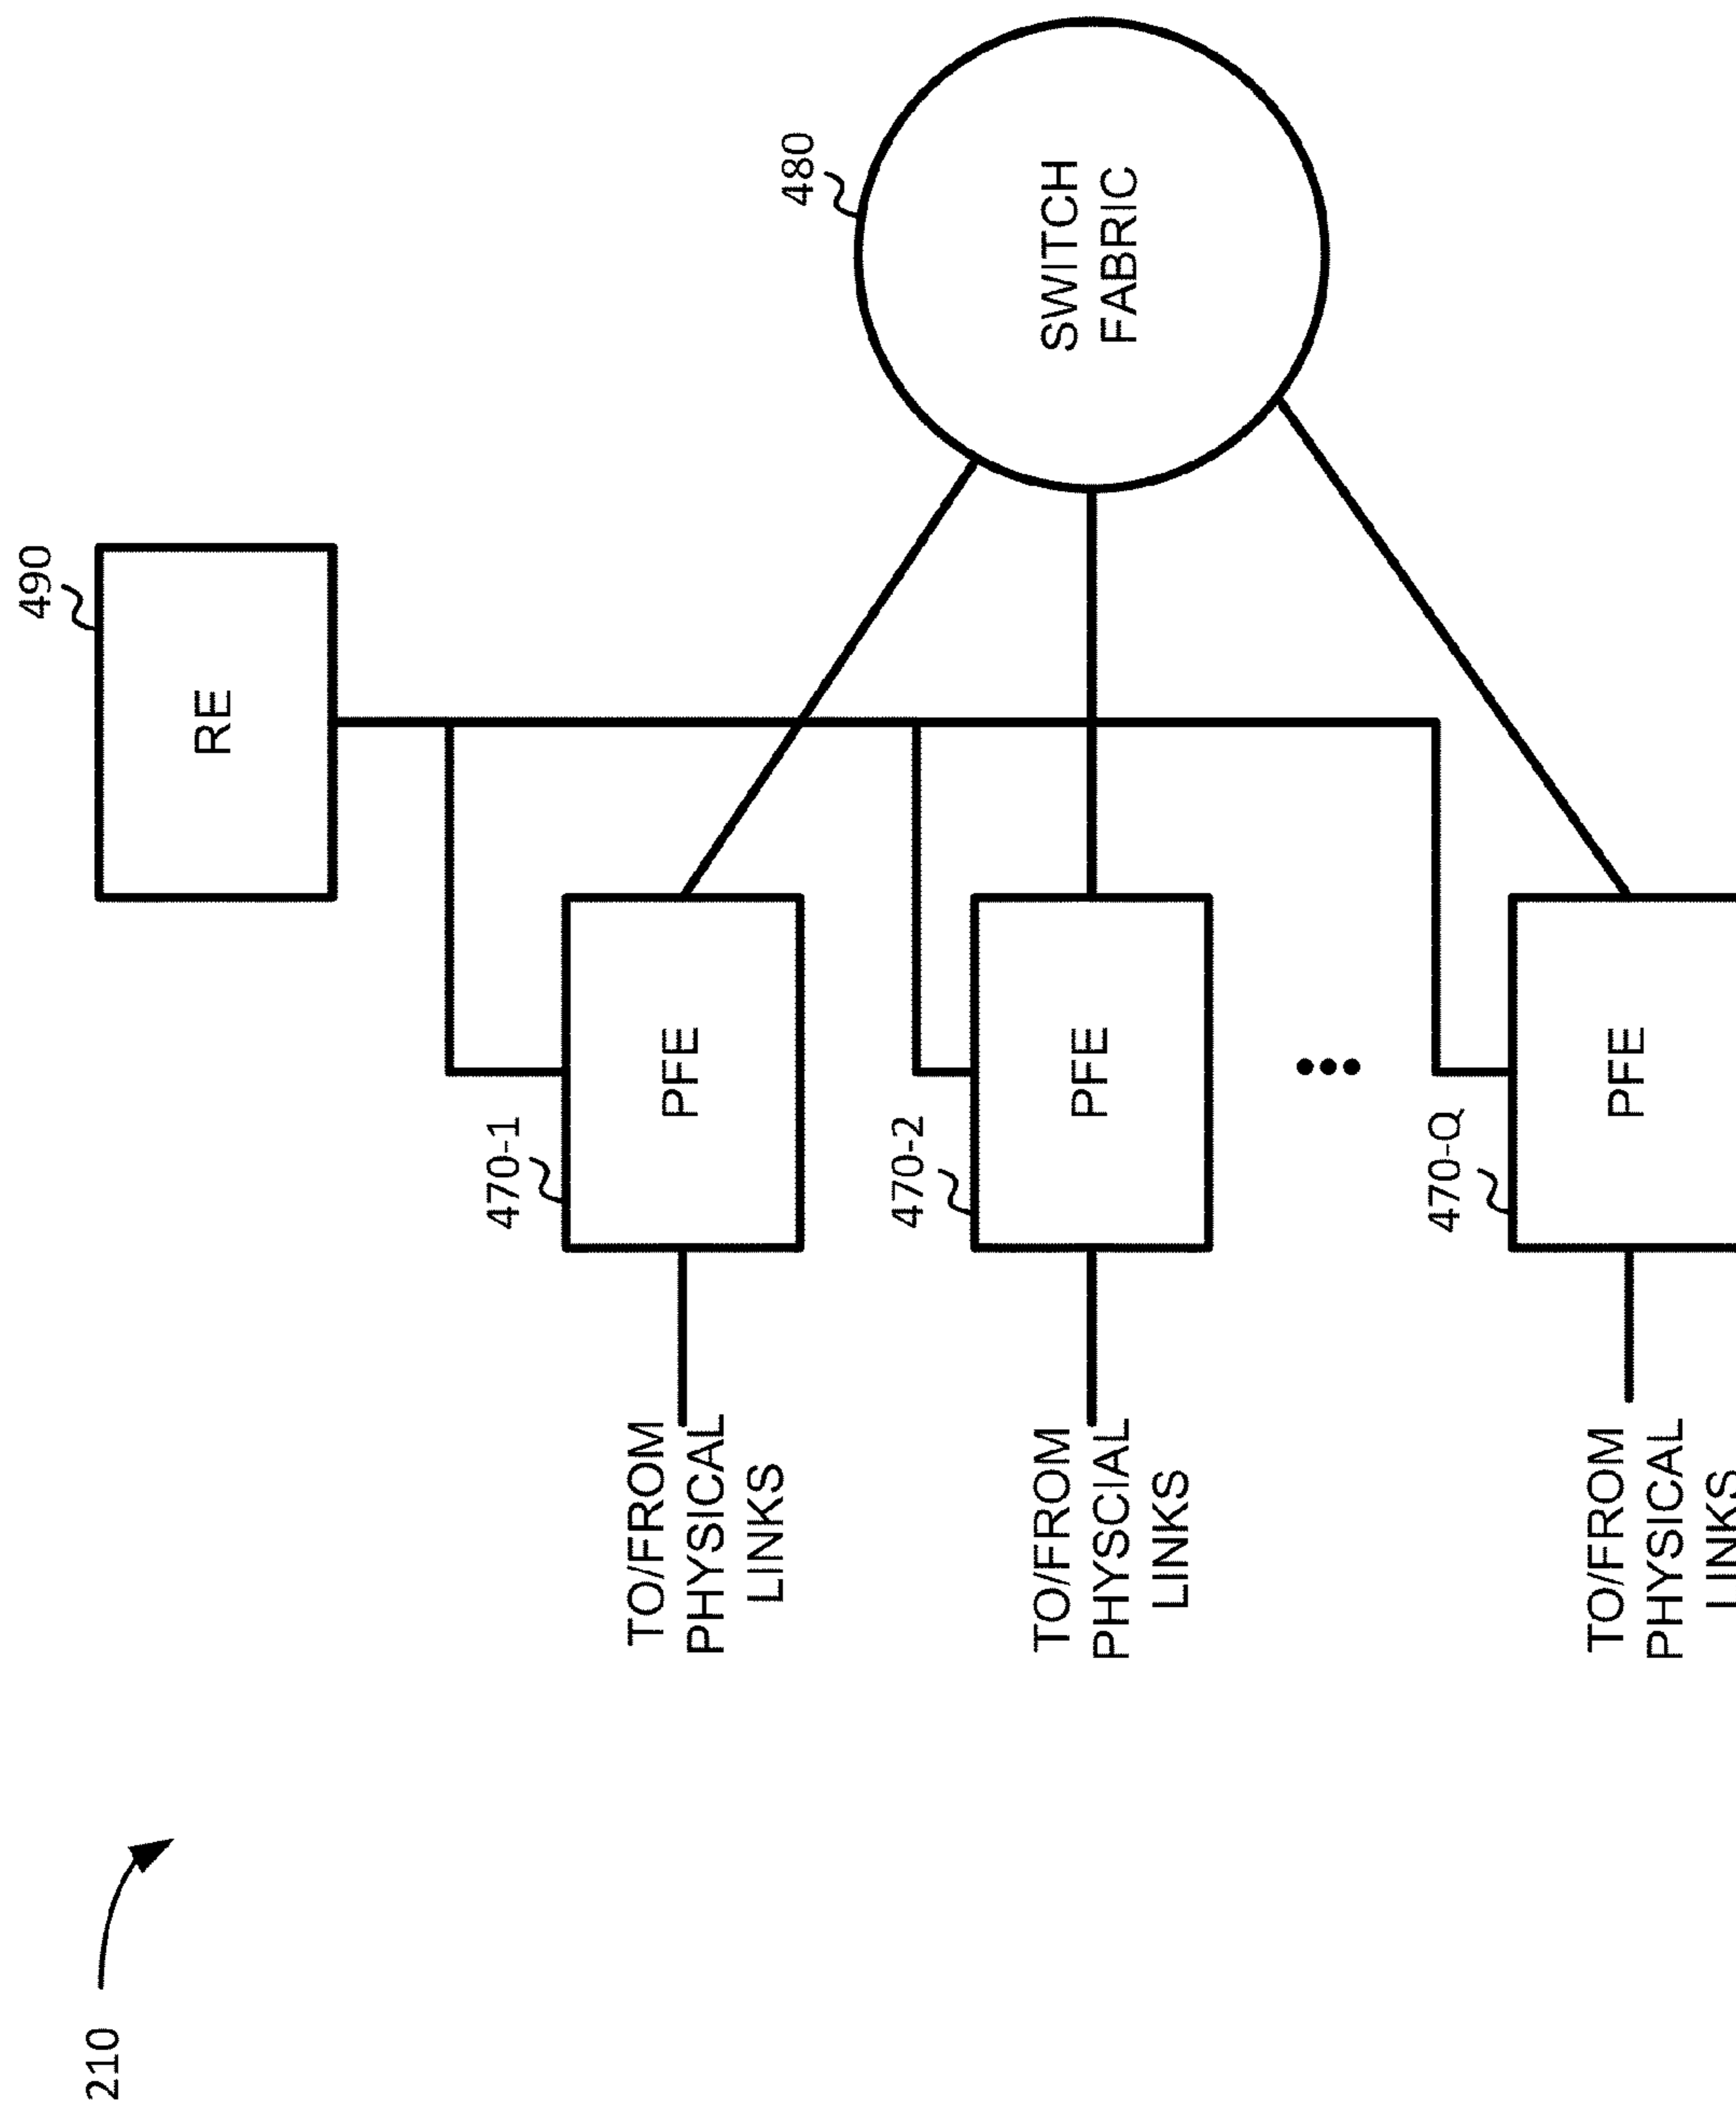 210
490
RE
470-1
PFE
TO/FROM
PHYSICAL
LINKS
480
SWITCH
FABRIC
470-2
PFE
TO/FROM
PHYSCIAL
LINKS
470-Q
PFE
TO/FROM
PHYSICAL
LINKS